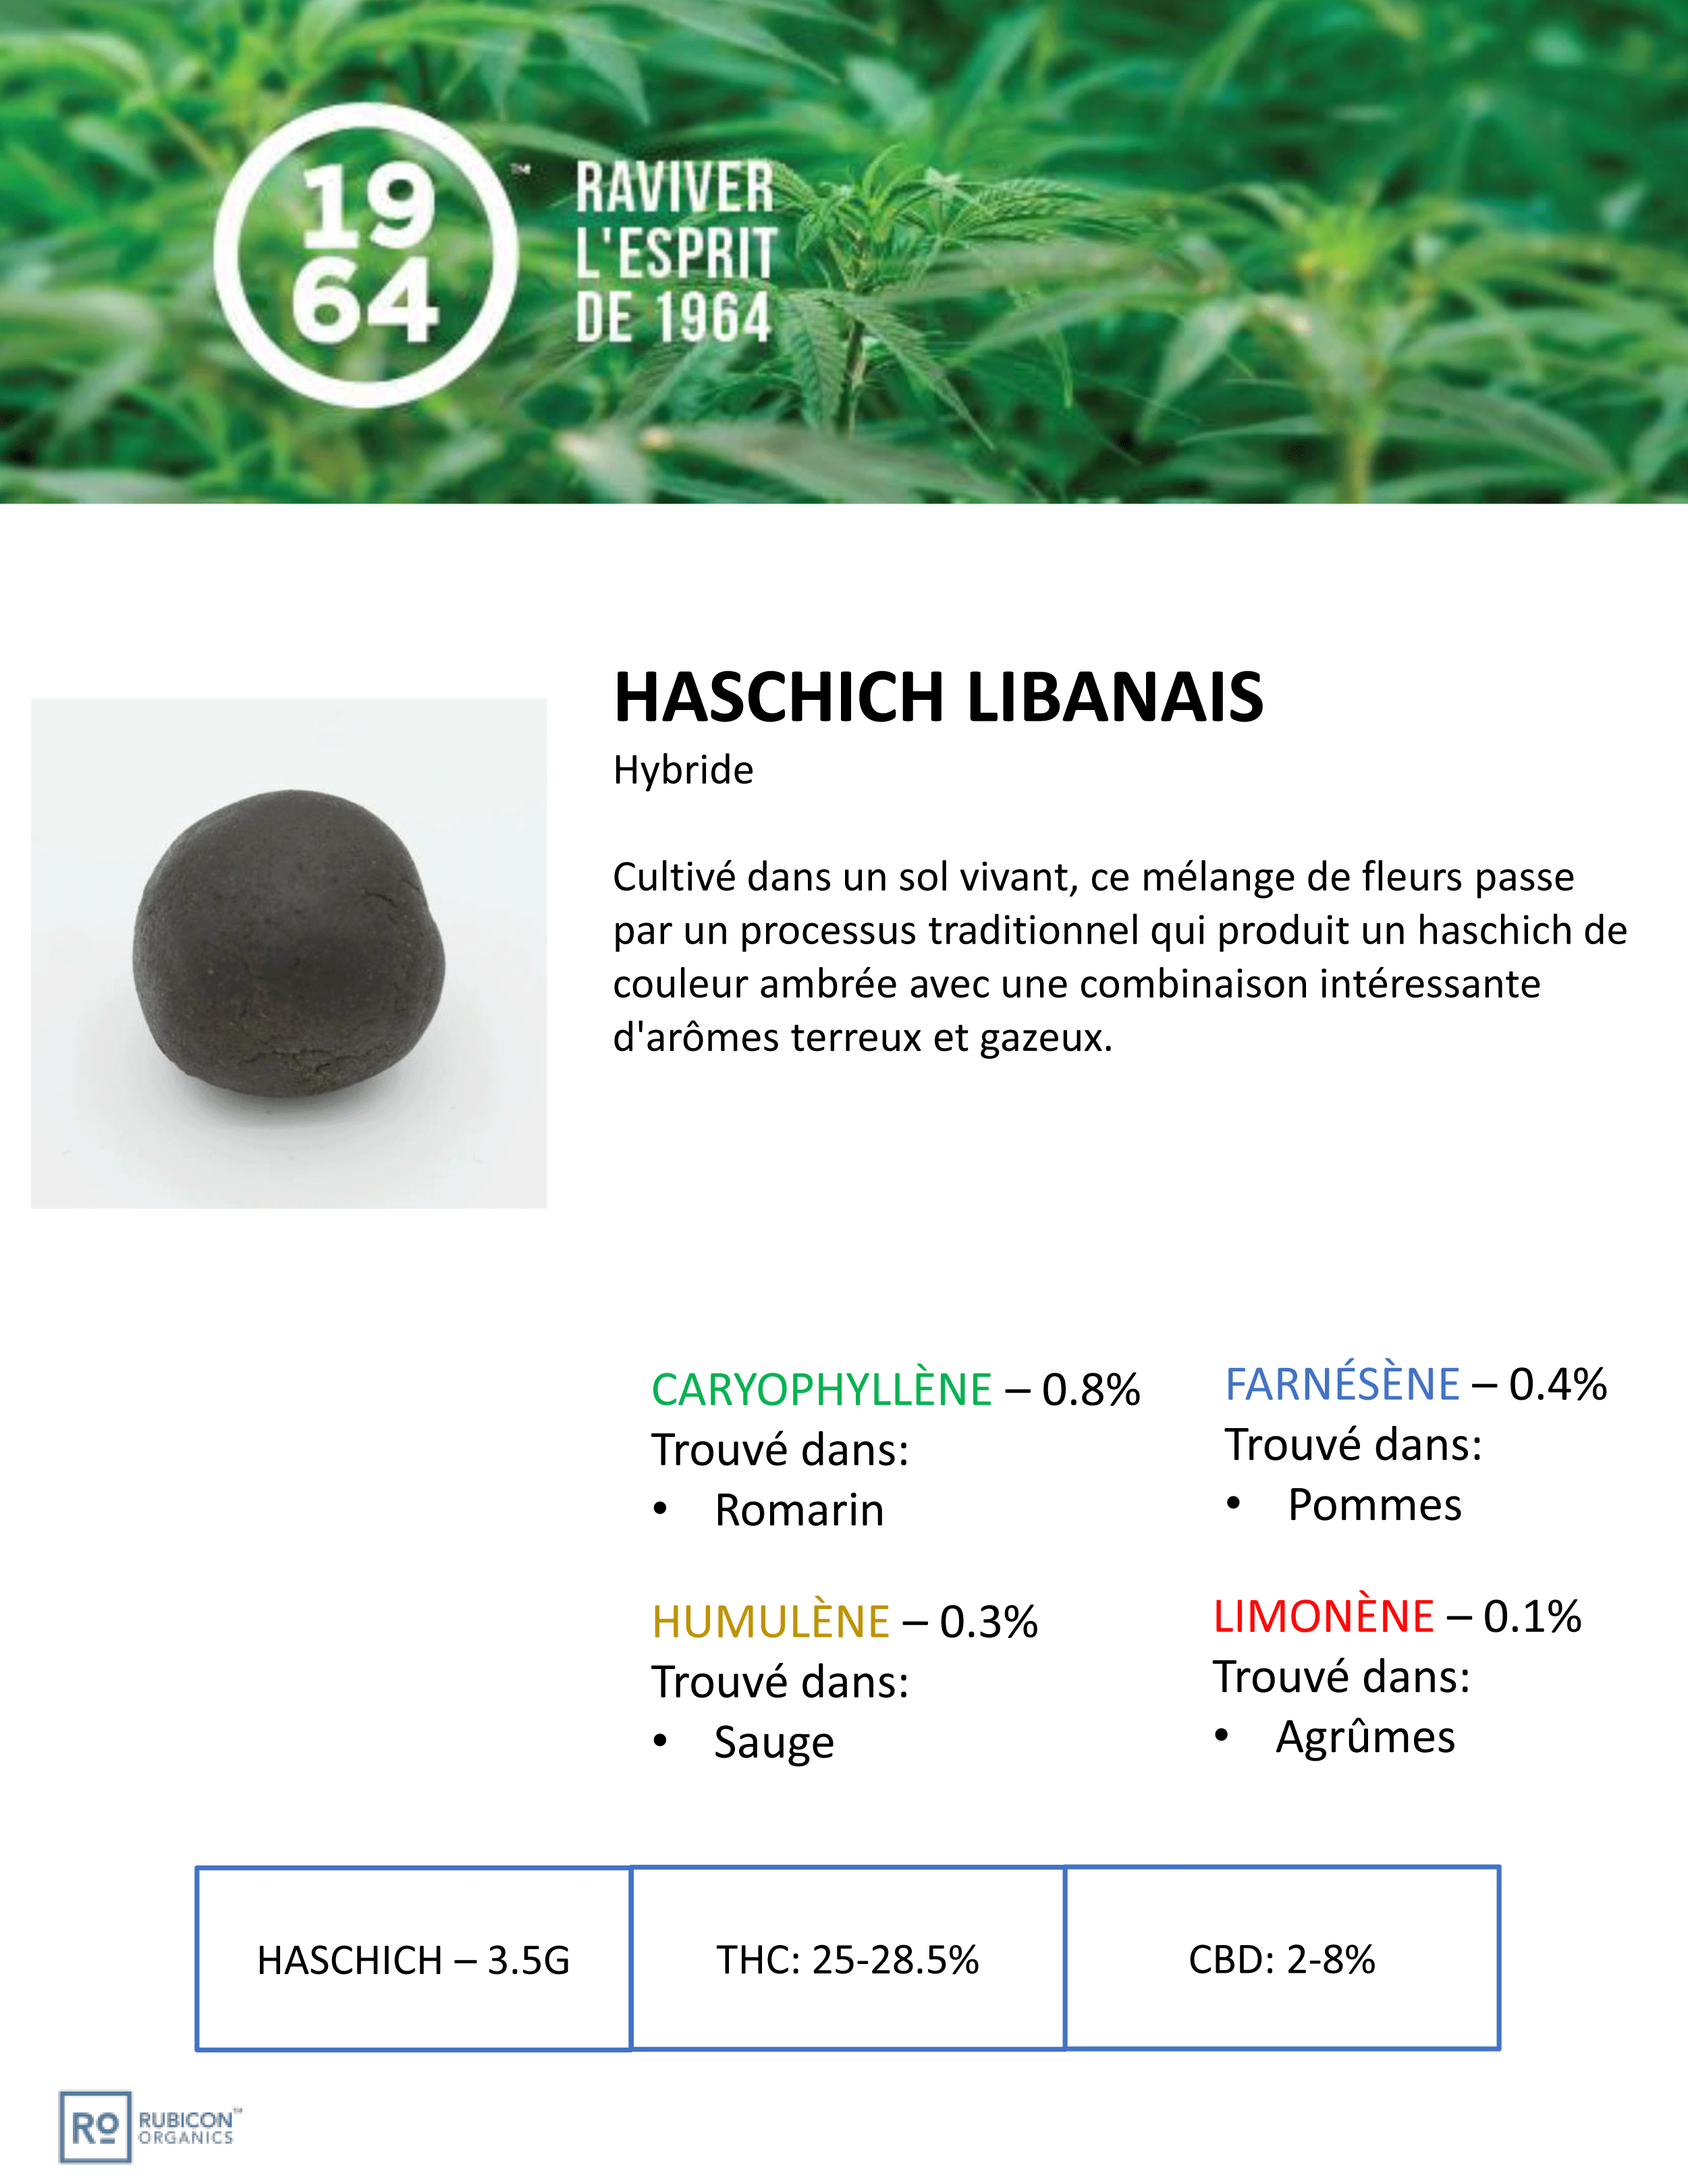 19
64
™
RAVIVER
L'ESPRIT
DE 1964
HASCHICH LIBANAIS
Hybride
Cultivé dans un sol vivant, ce mélange de fleurs passe
par un processus traditionnel qui produit un haschich de
couleur ambrée avec une combinaison intéressante
d'arômes terreux et gazeux.
CARYOPHYLLÈNE – 0.8%
Trouvé dans:
• Romarin
FARNÉSÈNE – 0.4%
Trouvé dans:
• Pommes
HUMULÈNE – 0.3%
Trouvé dans:
• Sauge
LIMONÈNE – 0.1%
Trouvé dans:
• Agrûmes
HASCHICH – 3.5G
THC: 25-28.5%
CBD: 2-8%
RO
RUBICON™
ORGANICS